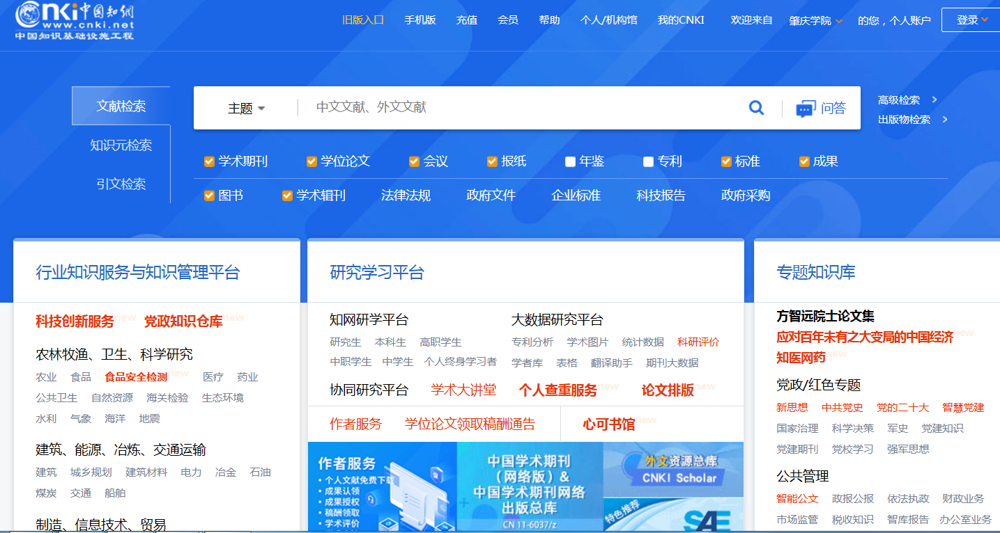 Cnki中国知网
www.cnki.net
中国知识基础设施工程
旧版入口 手机版 充值 会员 帮助 个人/机构馆 我的CNKI 欢迎来自 肇庆学院 的您，个人账户 登录
文献检索
知识元检索
引文检索
主题 中文文献、外文文献 问答
高级检索 >
出版物检索 >
学术期刊 学位论文 会议 报纸 年鉴 专利 标准 成果
图书 学术辑刊 法律法规 政府文件 企业标准 科技报告 政府采购
行业知识服务与知识管理平台
科技创新服务new 党政知识仓库new
农林牧渔、卫生、科学研究
农业 食品 食品安全检测new 医疗 药业
公共卫生 自然资源 海关检验 生态环境
水利 气象 海洋 地震
建筑、能源、冶炼、交通运输
建筑 城乡规划 建筑材料 电力 冶金 石油
煤炭 交通 船舶
制造、信息技术、贸易
研究学习平台
知网研学平台
研究生 本科生 高职学生
中职学生 中学生 个人终身学习者
大数据研究平台
专利分析 学术图片 统计数据 科研评价
学者库 表格 翻译助手 期刊大数据
协同研究平台 学术大讲堂 个人查重服务new 论文排版new
作者服务 学位论文领取稿酬通告 心可书馆new
作者服务
• 个人文献免费下载
• 成果认领
• 成果授权
• 稿酬领取
• 学术评价
中国学术期刊
（网络版）&
中国学术期刊网络
出版总库
CN 11-6037/z
外文资源总库
CNKI Scholar
特色推荐
SAE
专题知识库
方智远院士论文集
应对百年未有之大变局的中国经济new
知医网药new
党政/红色专题
新思想 中共党史 党的二十大 智慧党建
国家治理 科学决策 军史 党建知识
党建期刊 党校学习 强军思想
公共管理
智能公文 政报公报 依法执政 财政业务
市场监管 税收知识 智库报告 办公室业务